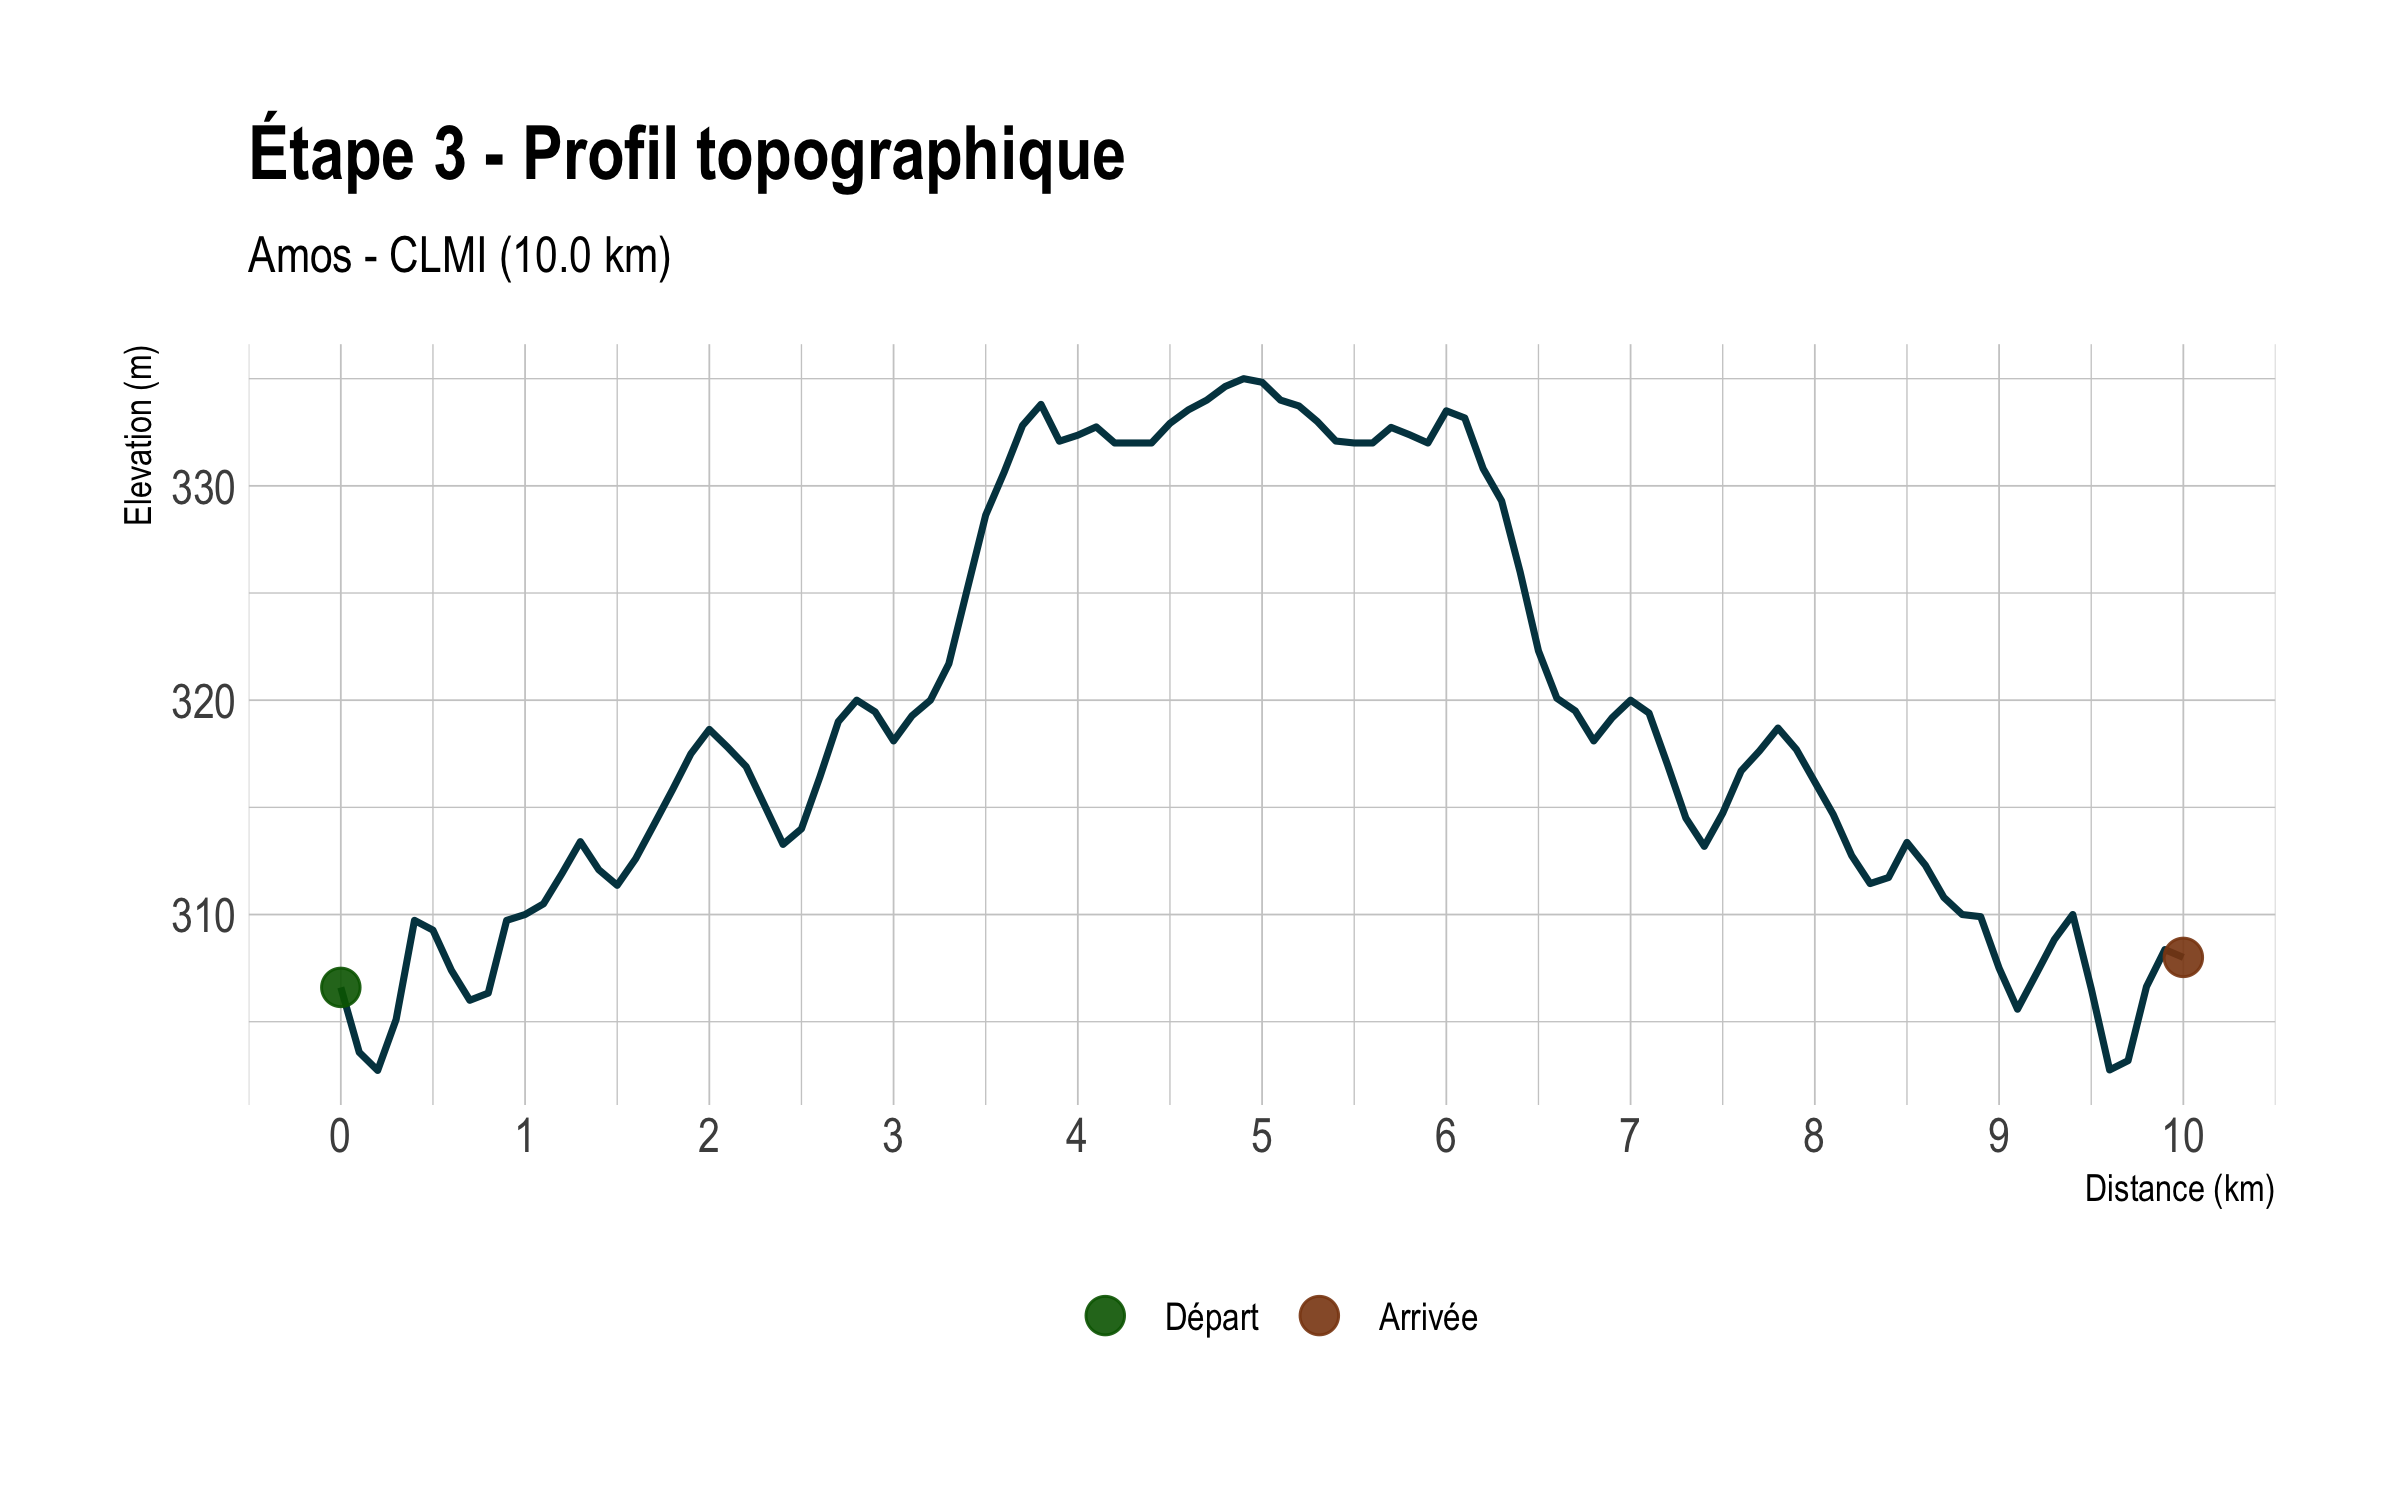 Étape 3 - Profil topographique
Amos - CLMI (10.0 km)
Elevation (m)
330
320
310
0 1 2 3 4 5 6 7 8 9 10
Distance (km)
Départ Arrivée